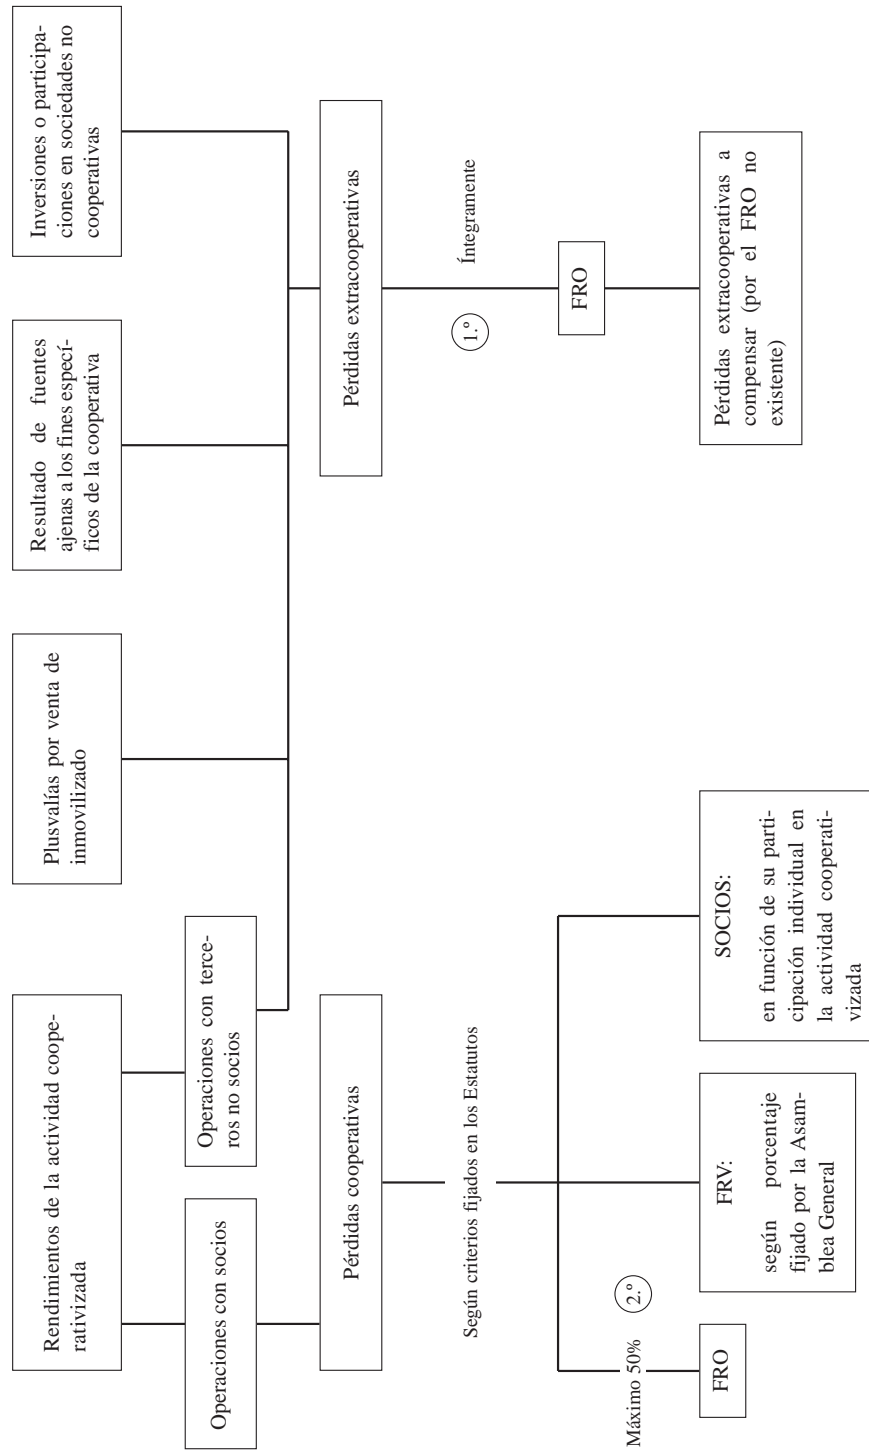 Rendimientos de la actividad coope-
rativizada
Plusvalías por venta de
inmovilizado
Resultado de fuentes
ajenas a los fines especí-
ficos de la cooperativa
Inversiones o participa-
ciones en sociedades no
cooperativas
Operaciones con socios
Operaciones con terce-
ros no socios
Pérdidas cooperativas
Pérdidas extracooperativas
Según criterios fijados en los Estatutos
1.º
Íntegramente
FRO
Máximo 50%
2.º
FRO
FRV:
según porcentaje
fijado por la Asam-
blea General
SOCIOS:
en función de su parti-
cipación individual en
la actividad cooperati-
vizada
Pérdidas extracooperativas a
compensar (por el FRO no
existente)